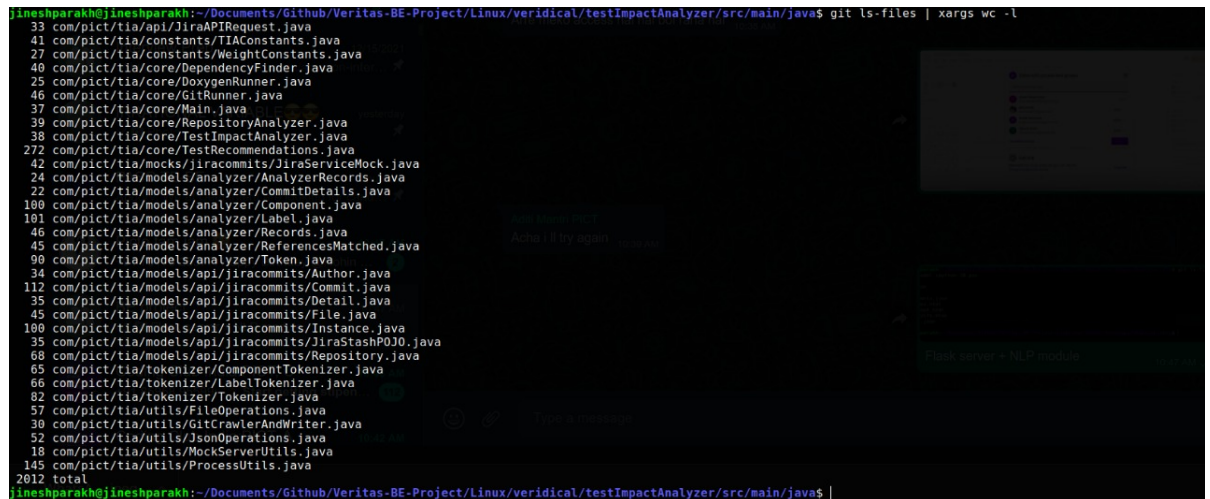 jineshparakh@jineshparakh:~/Documents/Github/Veritas-BE-Project/Linux/veridical/testImpactAnalyzer/src/main/java$ git ls-files | xargs wc -l
33 com/pict/tia/api/JiraAPIRequest.java
41 com/pict/tia/constants/TIAConstants.java
27 com/pict/tia/constants/WeightConstants.java
40 com/pict/tia/core/DependencyFinder.java
25 com/pict/tia/core/DoxygenRunner.java
46 com/pict/tia/core/GitRunner.java
37 com/pict/tia/core/Main.java
39 com/pict/tia/core/RepositoryAnalyzer.java
38 com/pict/tia/core/TestImpactAnalyzer.java
272 com/pict/tia/core/TestRecommendations.java
42 com/pict/tia/mocks/jiracommits/JiraServiceMock.java
24 com/pict/tia/models/analyzer/AnalyzerRecords.java
22 com/pict/tia/models/analyzer/CommitDetails.java
100 com/pict/tia/models/analyzer/Component.java
101 com/pict/tia/models/analyzer/Label.java
46 com/pict/tia/models/analyzer/Records.java
45 com/pict/tia/models/analyzer/ReferencesMatched.java
90 com/pict/tia/models/analyzer/Token.java
34 com/pict/tia/models/api/jiracommits/Author.java
112 com/pict/tia/models/api/jiracommits/Commit.java
35 com/pict/tia/models/api/jiracommits/Detail.java
45 com/pict/tia/models/api/jiracommits/File.java
100 com/pict/tia/models/api/jiracommits/Instance.java
35 com/pict/tia/models/api/jiracommits/JiraStashPOJO.java
68 com/pict/tia/models/api/jiracommits/Repository.java
65 com/pict/tia/tokenizer/ComponentTokenizer.java
66 com/pict/tia/tokenizer/LabelTokenizer.java
82 com/pict/tia/tokenizer/Tokenizer.java
57 com/pict/tia/utils/FileOperations.java
30 com/pict/tia/utils/GitCrawlerAndWriter.java
52 com/pict/tia/utils/JsonOperations.java
18 com/pict/tia/utils/MockServerUtils.java
145 com/pict/tia/utils/ProcessUtils.java
2012 total
jineshparakh@jineshparakh:~/Documents/Github/Veritas-BE-Project/Linux/veridical/testImpactAnalyzer/src/main/java$
Acha i ll try again
Flask server + NLP module
Type a message